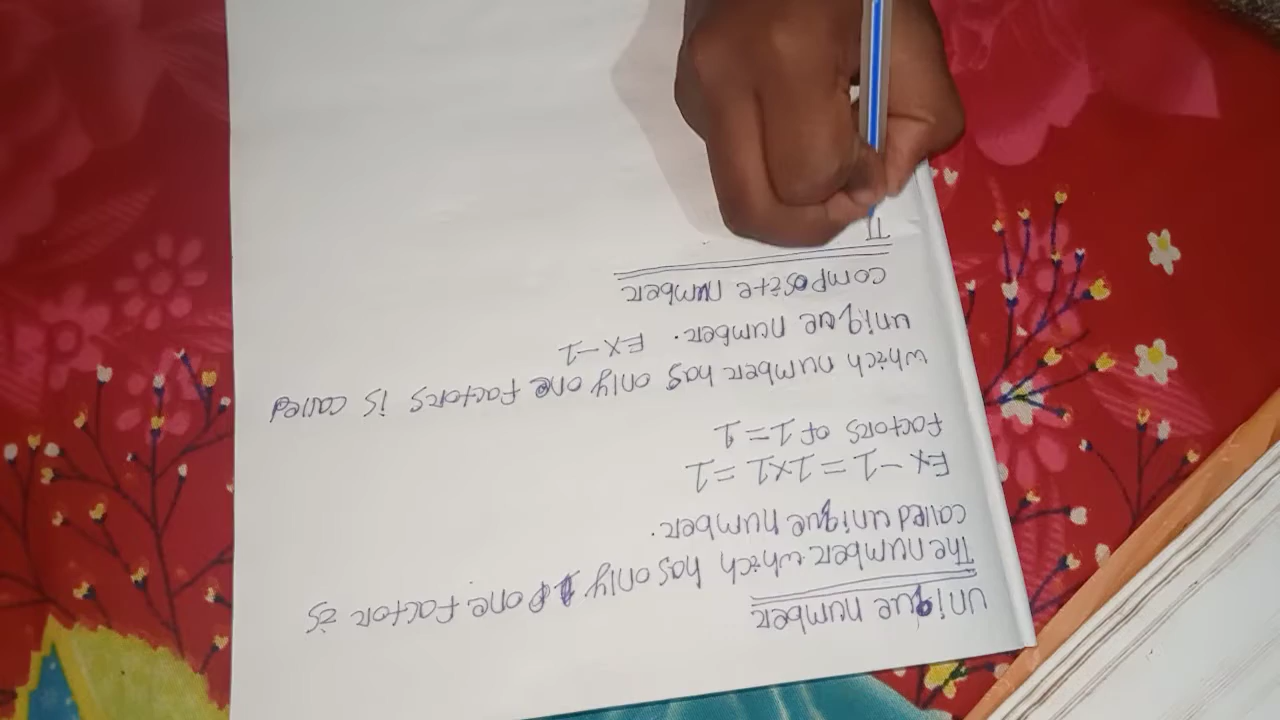 unique number
The number which has only one factor is
called unique number.
Ex-1=1×1=1
factors of 1=1
which number has only one factors is called
unique number. Ex-1
composite number